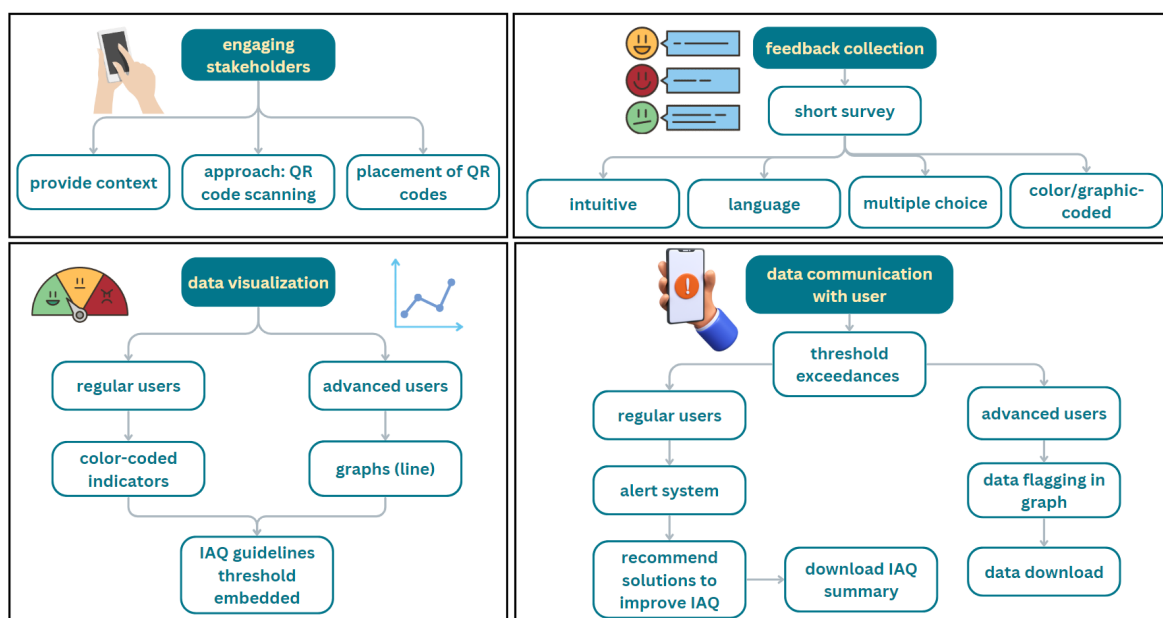 engaging
stakeholders
provide context
approach: QR
code scanning
placement of QR
codes
feedback collection
short survey
intuitive
language
multiple choice
color/graphic-
coded
data visualization
regular users
advanced users
color-coded
indicators
graphs (line)
IAQ guidelines
threshold
embedded
data communication
with user
threshold
exceedances
regular users
advanced users
alert system
data flagging in
graph
recommend
solutions to
improve IAQ
download IAQ
summary
data download